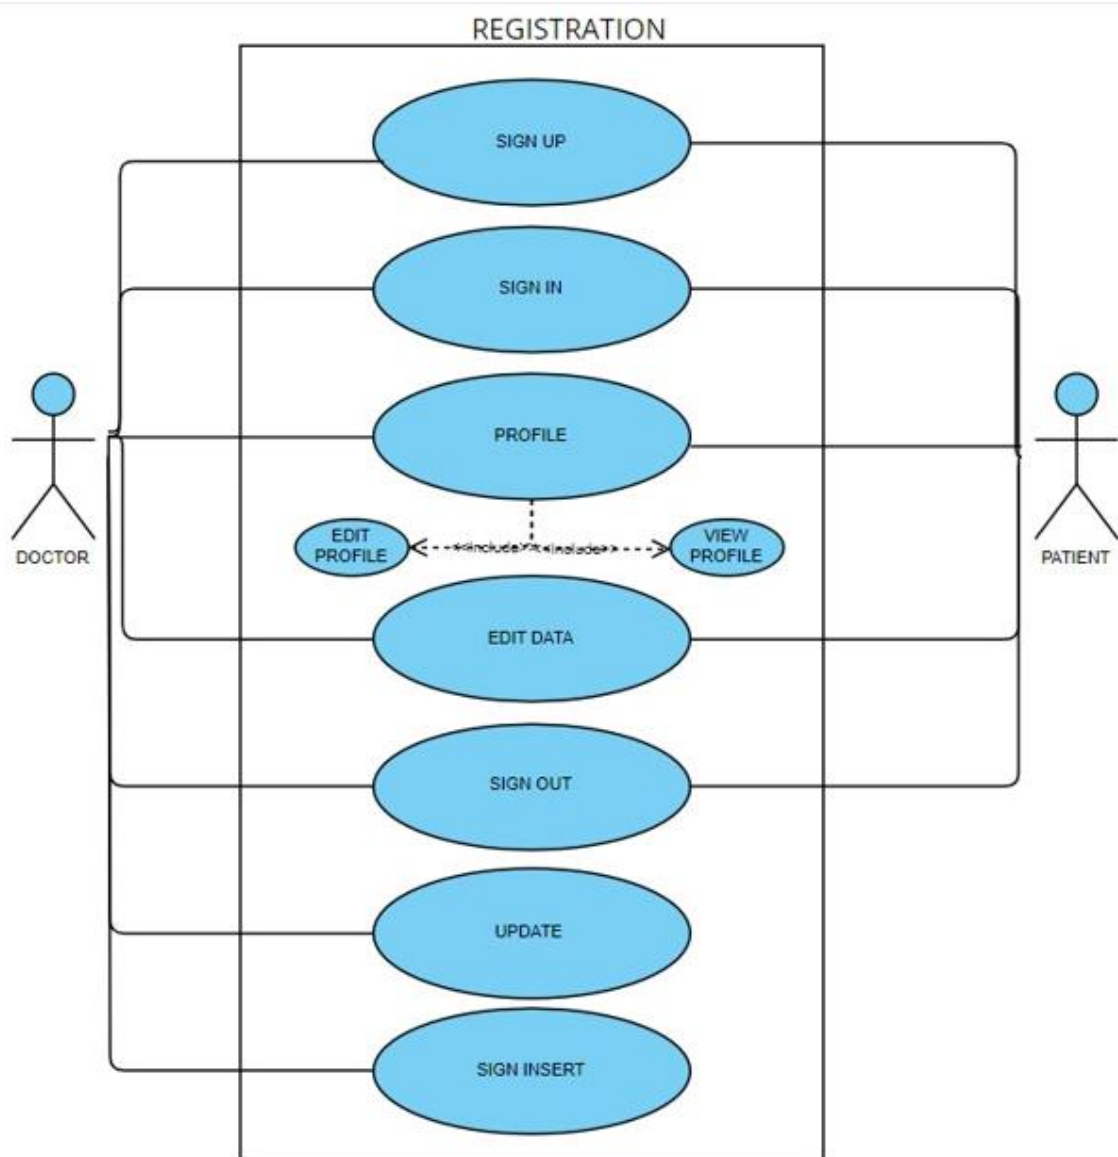 REGISTRATION
SIGN UP
SIGN IN
PROFILE
EDIT
PROFILE
<<Include>>
VIEW
PROFILE
DOCTOR
PATIENT
EDIT DATA
SIGN OUT
UPDATE
SIGN INSERT